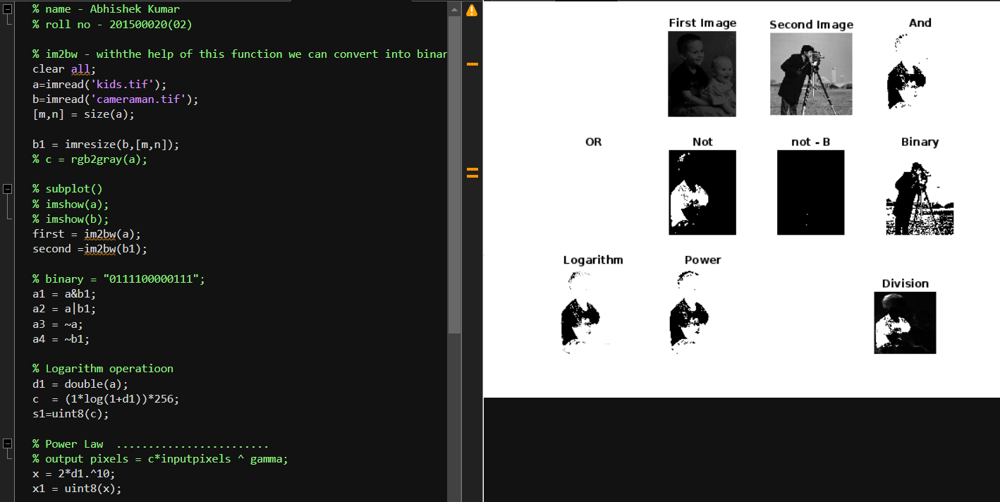 % name - Abhishek Kumar
% roll no - 201500020(02)
% im2bw - withthe help of this function we can convert into binar
clear all;
a=imread('kids.tif');
b=imread('cameraman.tif');
[m,n] = size(a);
b1 = imresize(b,[m,n]);
% c = rgb2gray(a);
% subplot()
% imshow(a);
% imshow(b);
first = im2bw(a);
second =im2bw(b1);
% binary = "0111100000111";
a1 = a&b1;
a2 = a|b1;
a3 = ~a;
a4 = ~b1;
% Logarithm operatioon
d1 = double(a);
c  = (1*log(1+d1))*256;
s1=uint8(c);
% Power Law  ........................
% output pixels = c*inputpixels ^ gamma;
x = 2*d1.^10;
x1 = uint8(x);
First Image
Second Image
And
OR
Not
not - B
Binary
Logarithm
Power
Division